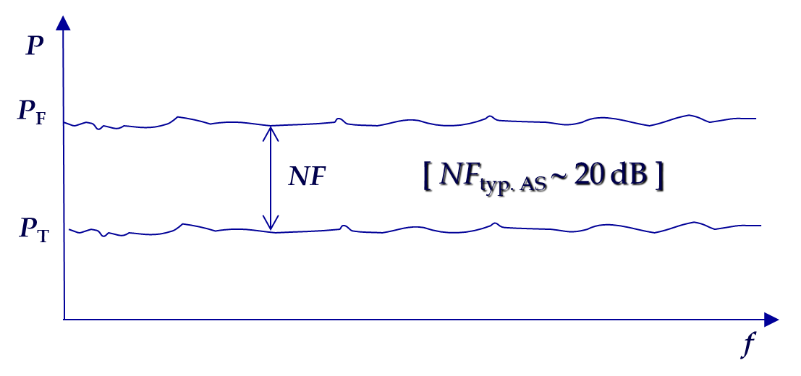 P
P_F
NF
[ NF_typ. AS ~ 20 dB ]
P_T
f